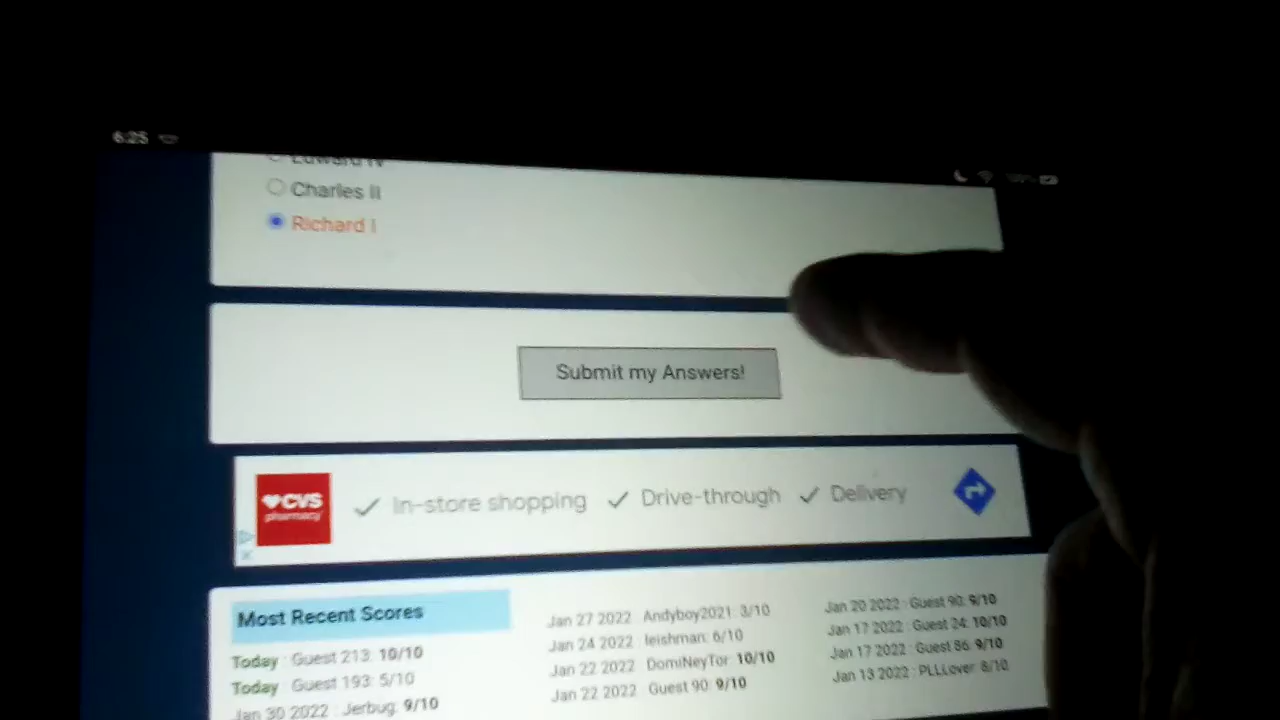 6:25
Edward IV
Charles II
Richard I
Submit my Answers!
CVS
pharmacy
In-store shopping
Drive-through
Delivery
Most Recent Scores
Today : Guest 213: 10/10
Today : Guest 193: 5/10
Jan 30 2022 : Jerbug: 9/10
Jan 27 2022 : Andyboy2021: 3/10
Jan 24 2022 : leishman: 6/10
Jan 22 2022 : DomiNeyTor: 10/10
Jan 22 2022 : Guest 90: 9/10
Jan 20 2022 : Guest 90: 9/10
Jan 17 2022 : Guest 24: 10/10
Jan 17 2022 : Guest 86: 9/10
Jan 13 2022 : PLLLover: 8/10